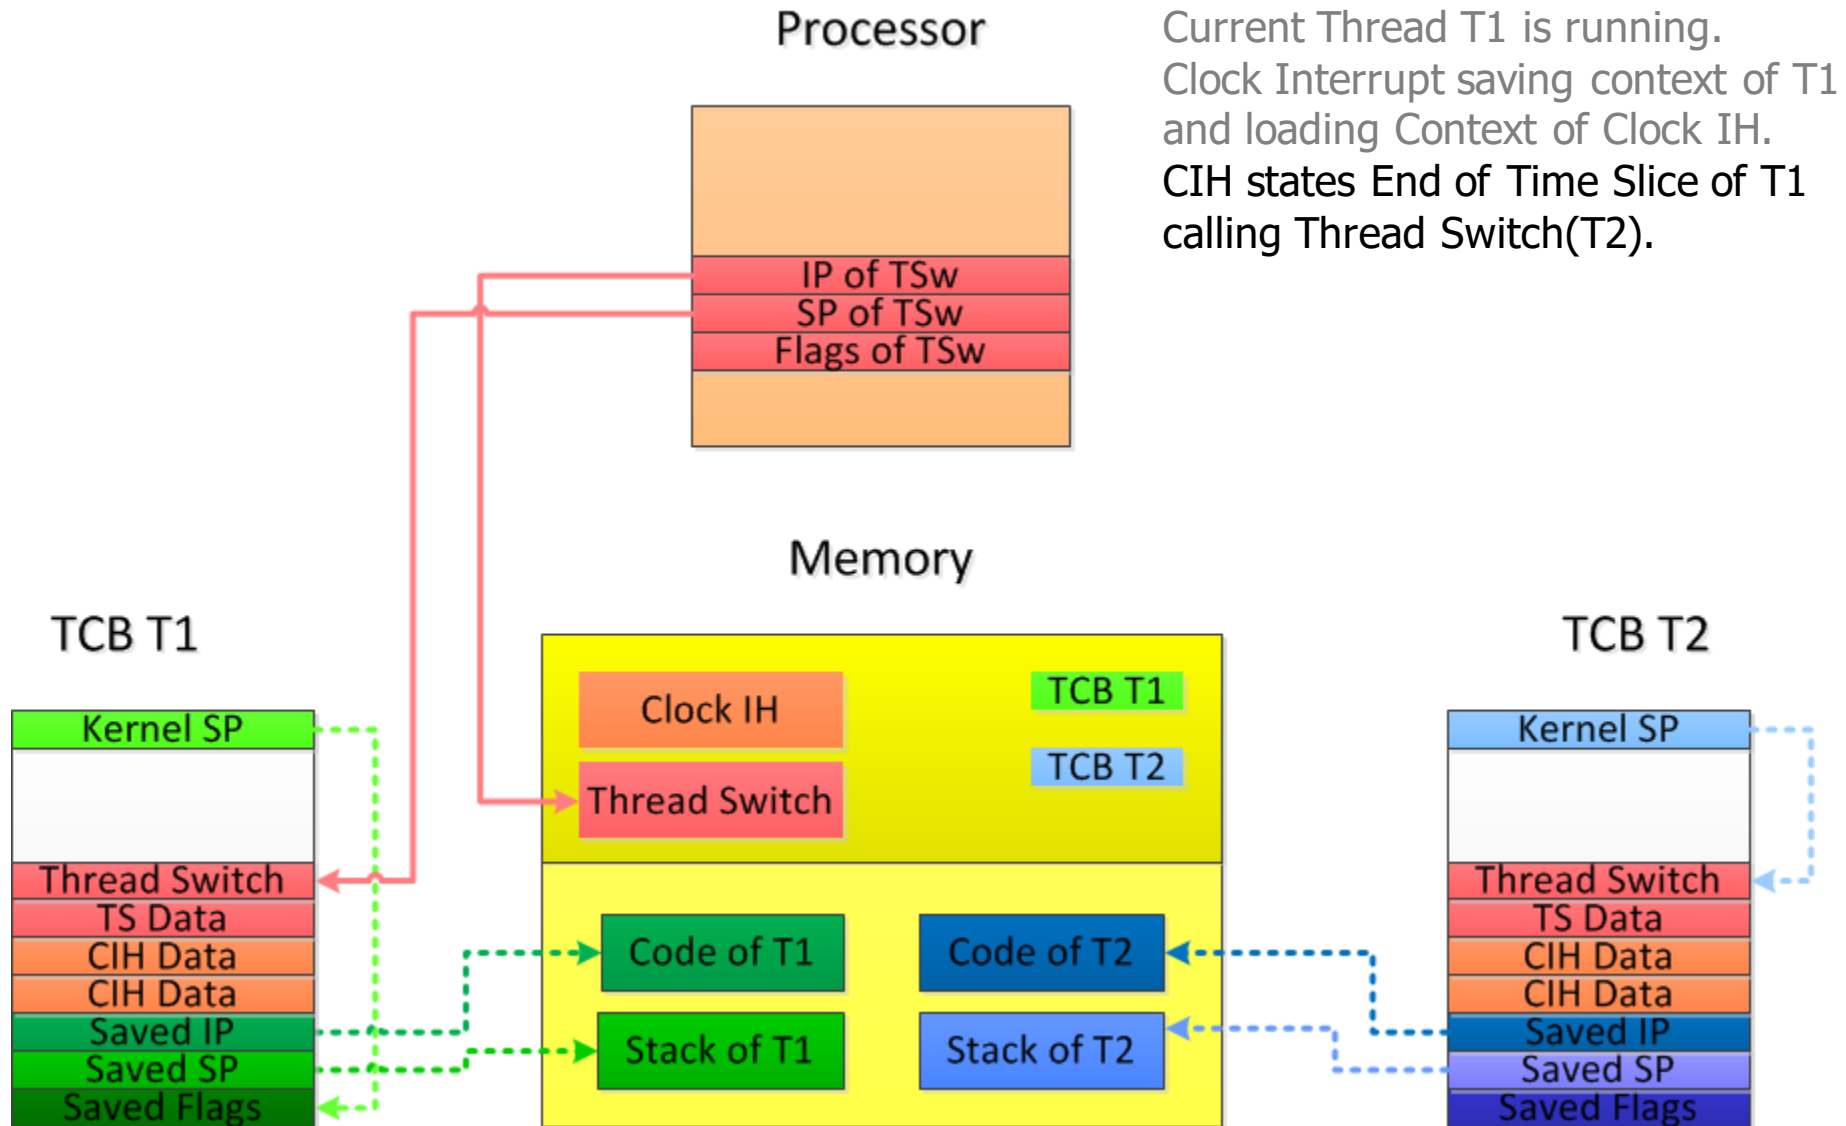 Processor
Current Thread T1 is running.
Clock Interrupt saving context of T1
and loading Context of Clock IH.
CIH states End of Time Slice of T1
calling Thread Switch(T2).
IP of TSw
SP of TSw
Flags of TSw
Memory
TCB T1
Kernel SP
Thread Switch
TS Data
CIH Data
CIH Data
Saved IP
Saved SP
Saved Flags
Clock IH
Thread Switch
TCB T1
TCB T2
Code of T1
Code of T2
Stack of T1
Stack of T2
TCB T2
Kernel SP
Thread Switch
TS Data
CIH Data
CIH Data
Saved IP
Saved SP
Saved Flags